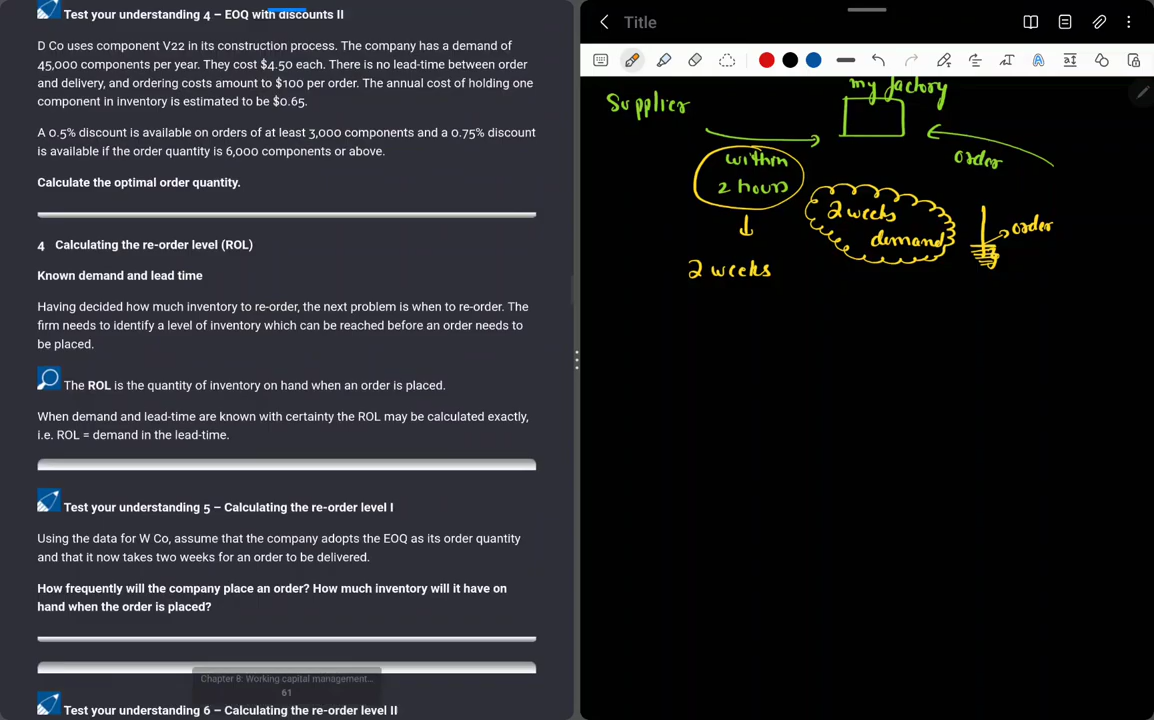 Test your understanding 4 – EOQ with discounts II
D Co uses component V22 in its construction process. The company has a demand of
45,000 components per year. They cost $4.50 each. There is no lead-time between order
and delivery, and ordering costs amount to $100 per order. The annual cost of holding one
component in inventory is estimated to be $0.65.
A 0.5% discount is available on orders of at least 3,000 components and a 0.75% discount
is available if the order quantity is 6,000 components or above.
Calculate the optimal order quantity.
4 Calculating the re-order level (ROL)
Known demand and lead time
Having decided how much inventory to re-order, the next problem is when to re-order. The
firm needs to identify a level of inventory which can be reached before an order needs to
be placed.
The ROL is the quantity of inventory on hand when an order is placed.
When demand and lead-time are known with certainty the ROL may be calculated exactly,
i.e. ROL = demand in the lead-time.
Test your understanding 5 – Calculating the re-order level I
Using the data for W Co, assume that the company adopts the EOQ as its order quantity
and that it now takes two weeks for an order to be delivered.
How frequently will the company place an order? How much inventory will it have on
hand when the order is placed?
Chapter 8: Working capital management...
61
Test your understanding 6 – Calculating the re-order level II
Title
my factory
Supplier
within
2 hours
order
2 weeks
demand
order
2 weeks